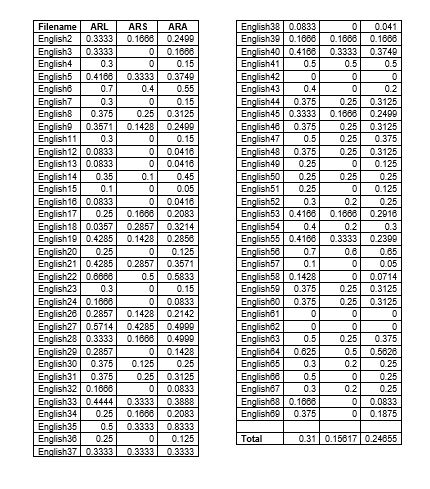 Filename ARL ARS ARA
English2 0.3333 0.1666 0.2499
English3 0.3333 0 0.1666
English4 0.3 0 0.15
English5 0.4166 0.3333 0.3749
English6 0.7 0.4 0.55
English7 0.3 0 0.15
English8 0.375 0.25 0.3125
English9 0.3571 0.1428 0.2499
English11 0.3 0 0.15
English12 0.0833 0 0.0416
English13 0.0833 0 0.0416
English14 0.35 0.1 0.45
English15 0.1 0 0.05
English16 0.0833 0 0.0416
English17 0.25 0.1666 0.2083
English18 0.0357 0.2857 0.3214
English19 0.4285 0.1428 0.2856
English20 0.25 0 0.125
English21 0.4285 0.2857 0.3571
English22 0.6666 0.5 0.5833
English23 0.3 0 0.15
English24 0.1666 0 0.0833
English26 0.2857 0.1428 0.2142
English27 0.5714 0.4285 0.4999
English28 0.3333 0.1666 0.4999
English29 0.2857 0 0.1428
English30 0.375 0.125 0.25
English31 0.375 0.25 0.3125
English32 0.1666 0 0.0833
English33 0.4444 0.3333 0.3888
English34 0.25 0.1666 0.2083
English35 0.5 0.3333 0.8333
English36 0.25 0 0.125
English37 0.3333 0.3333 0.3333
English38 0.0833 0 0.041
English39 0.1666 0.1666 0.1666
English40 0.4166 0.3333 0.3749
English41 0.5 0.5 0.5
English42 0 0 0
English43 0.4 0 0.2
English44 0.375 0.25 0.3125
English45 0.3333 0.1666 0.2499
English46 0.375 0.25 0.3125
English47 0.5 0.25 0.375
English48 0.375 0.25 0.3125
English49 0.25 0 0.125
English50 0.25 0.25 0.25
English51 0.25 0 0.125
English52 0.3 0.2 0.25
English53 0.4166 0.1666 0.2916
English54 0.4 0.2 0.3
English55 0.4166 0.3333 0.2399
English56 0.7 0.6 0.65
English57 0.1 0 0.05
English58 0.1428 0 0.0714
English59 0.375 0.25 0.3125
English60 0.375 0.25 0.3125
English61 0 0 0
English62 0 0 0
English63 0.5 0.25 0.375
English64 0.625 0.5 0.5626
English65 0.3 0.2 0.25
English66 0.5 0 0.25
English67 0.3 0.2 0.25
English68 0.1666 0 0.0833
English69 0.375 0 0.1875
Total 0.31 0.15617 0.24655